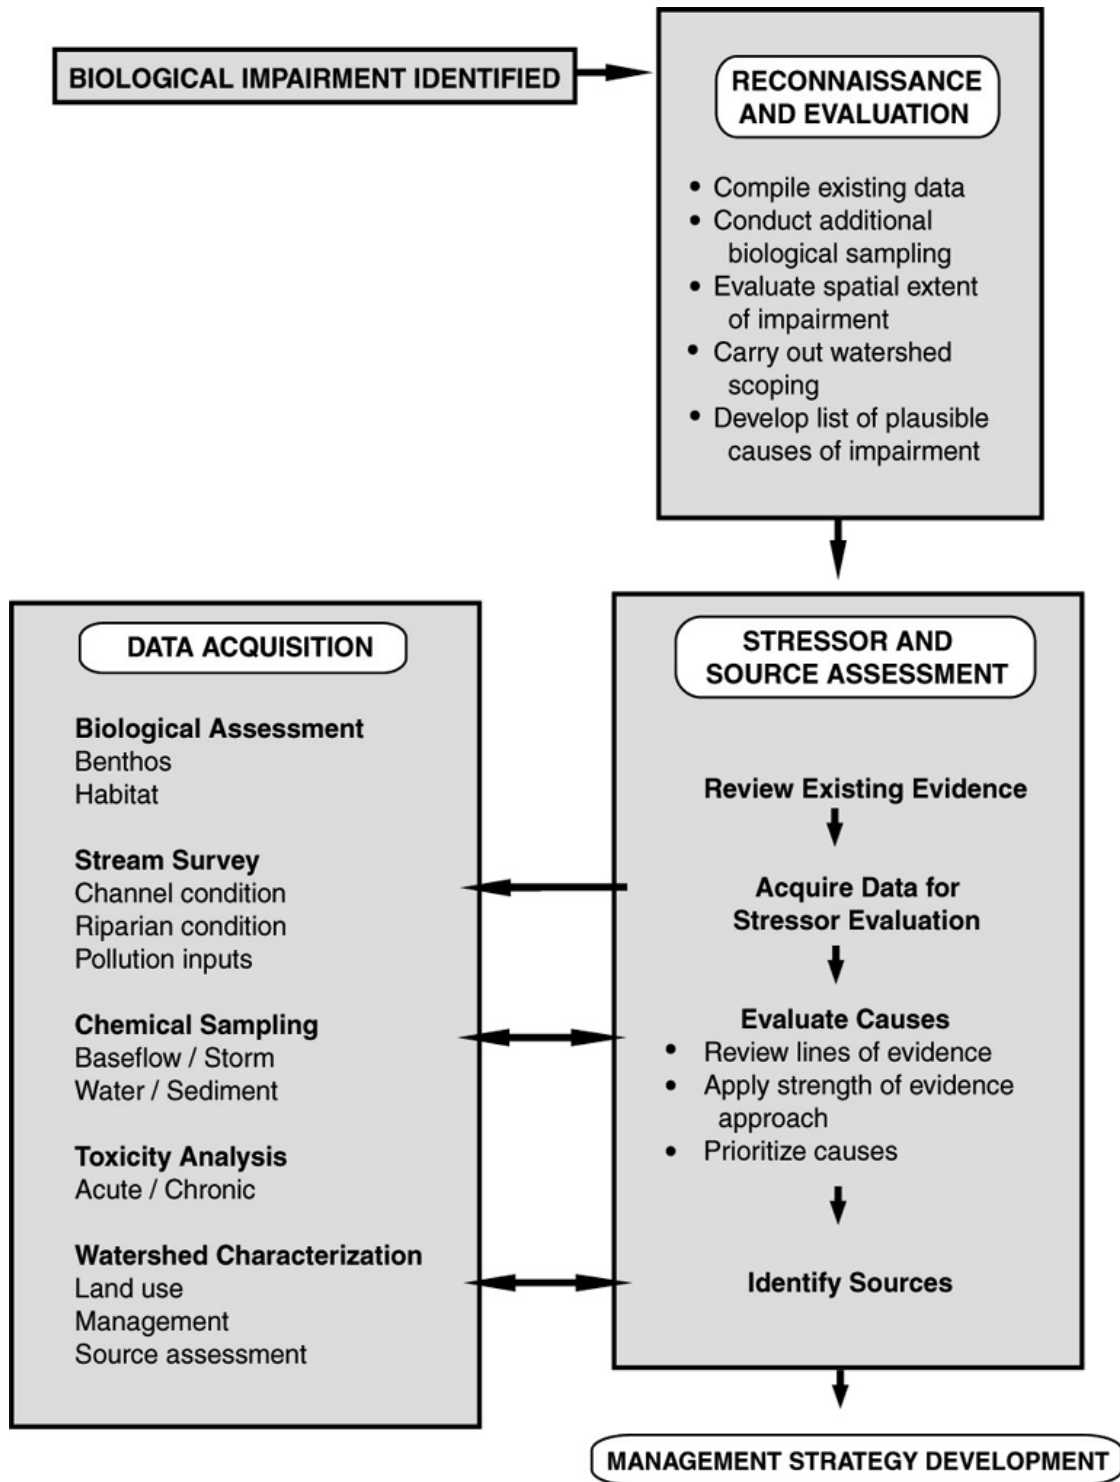 BIOLOGICAL IMPAIRMENT IDENTIFIED
RECONNAISSANCE
AND EVALUATION
• Compile existing data
• Conduct additional
biological sampling
• Evaluate spatial extent
of impairment
• Carry out watershed
scoping
• Develop list of plausible
causes of impairment
DATA ACQUISITION
Biological Assessment
Benthos
Habitat
Stream Survey
Channel condition
Riparian condition
Pollution inputs
Chemical Sampling
Baseflow / Storm
Water / Sediment
Toxicity Analysis
Acute / Chronic
Watershed Characterization
Land use
Management
Source assessment
STRESSOR AND
SOURCE ASSESSMENT
Review Existing Evidence
Acquire Data for
Stressor Evaluation
Evaluate Causes
• Review lines of evidence
• Apply strength of evidence
approach
• Prioritize causes
Identify Sources
MANAGEMENT STRATEGY DEVELOPMENT